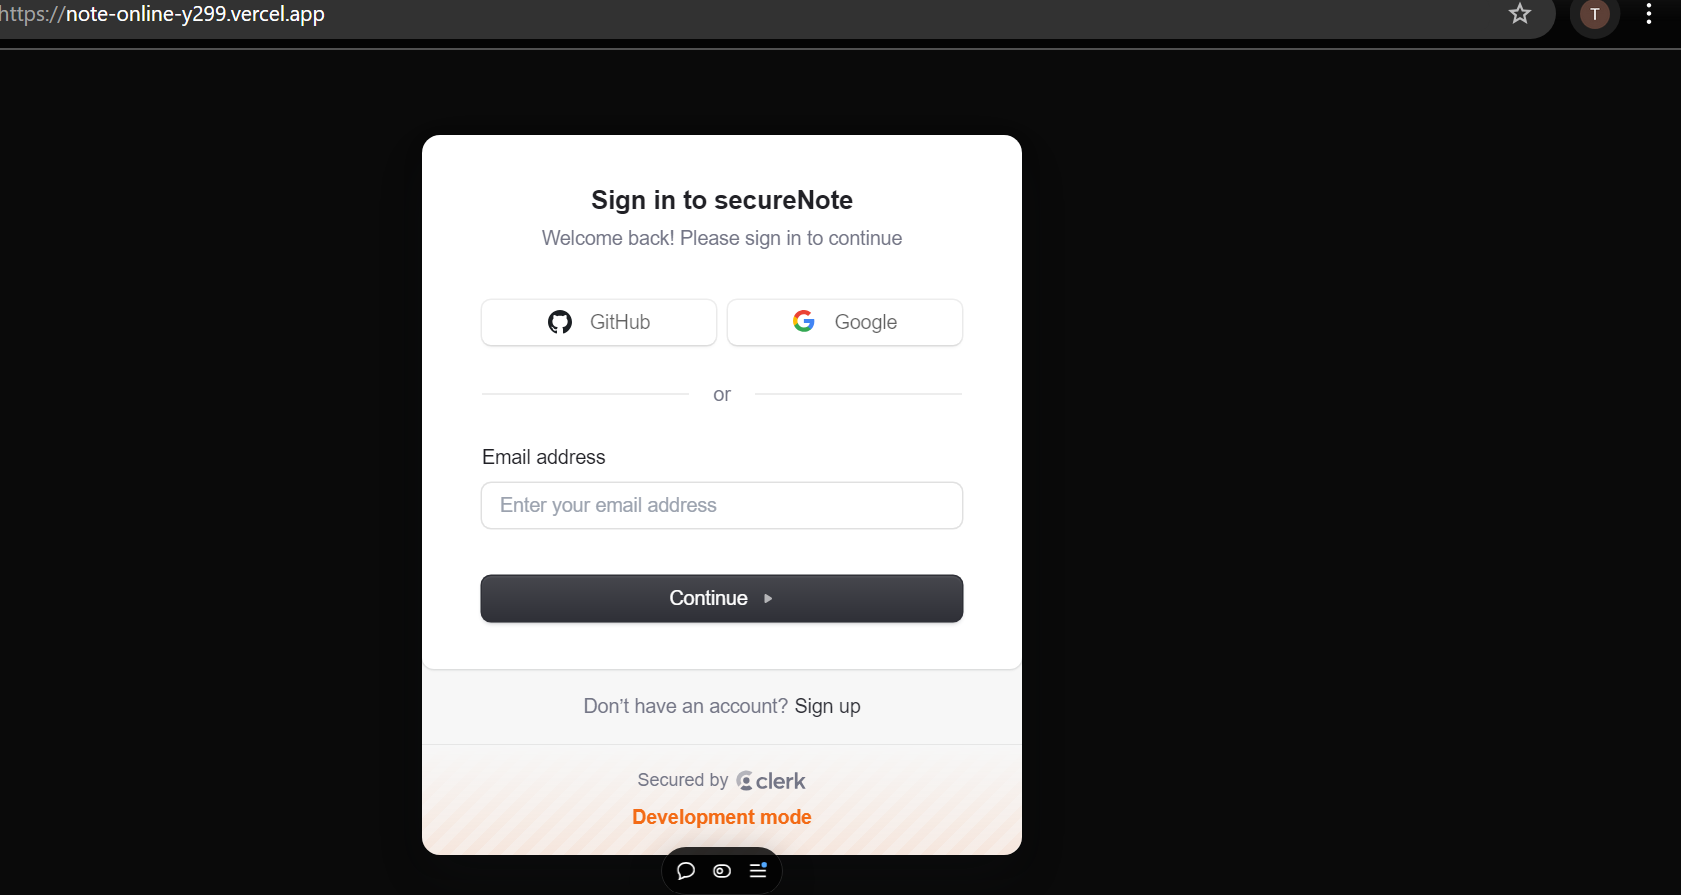 https://note-online-y299.vercel.app
T
Sign in to secureNote
Welcome back! Please sign in to continue
GitHub
Google
or
Email address
Enter your email address
Continue
Don’t have an account? Sign up
Secured by clerk
Development mode